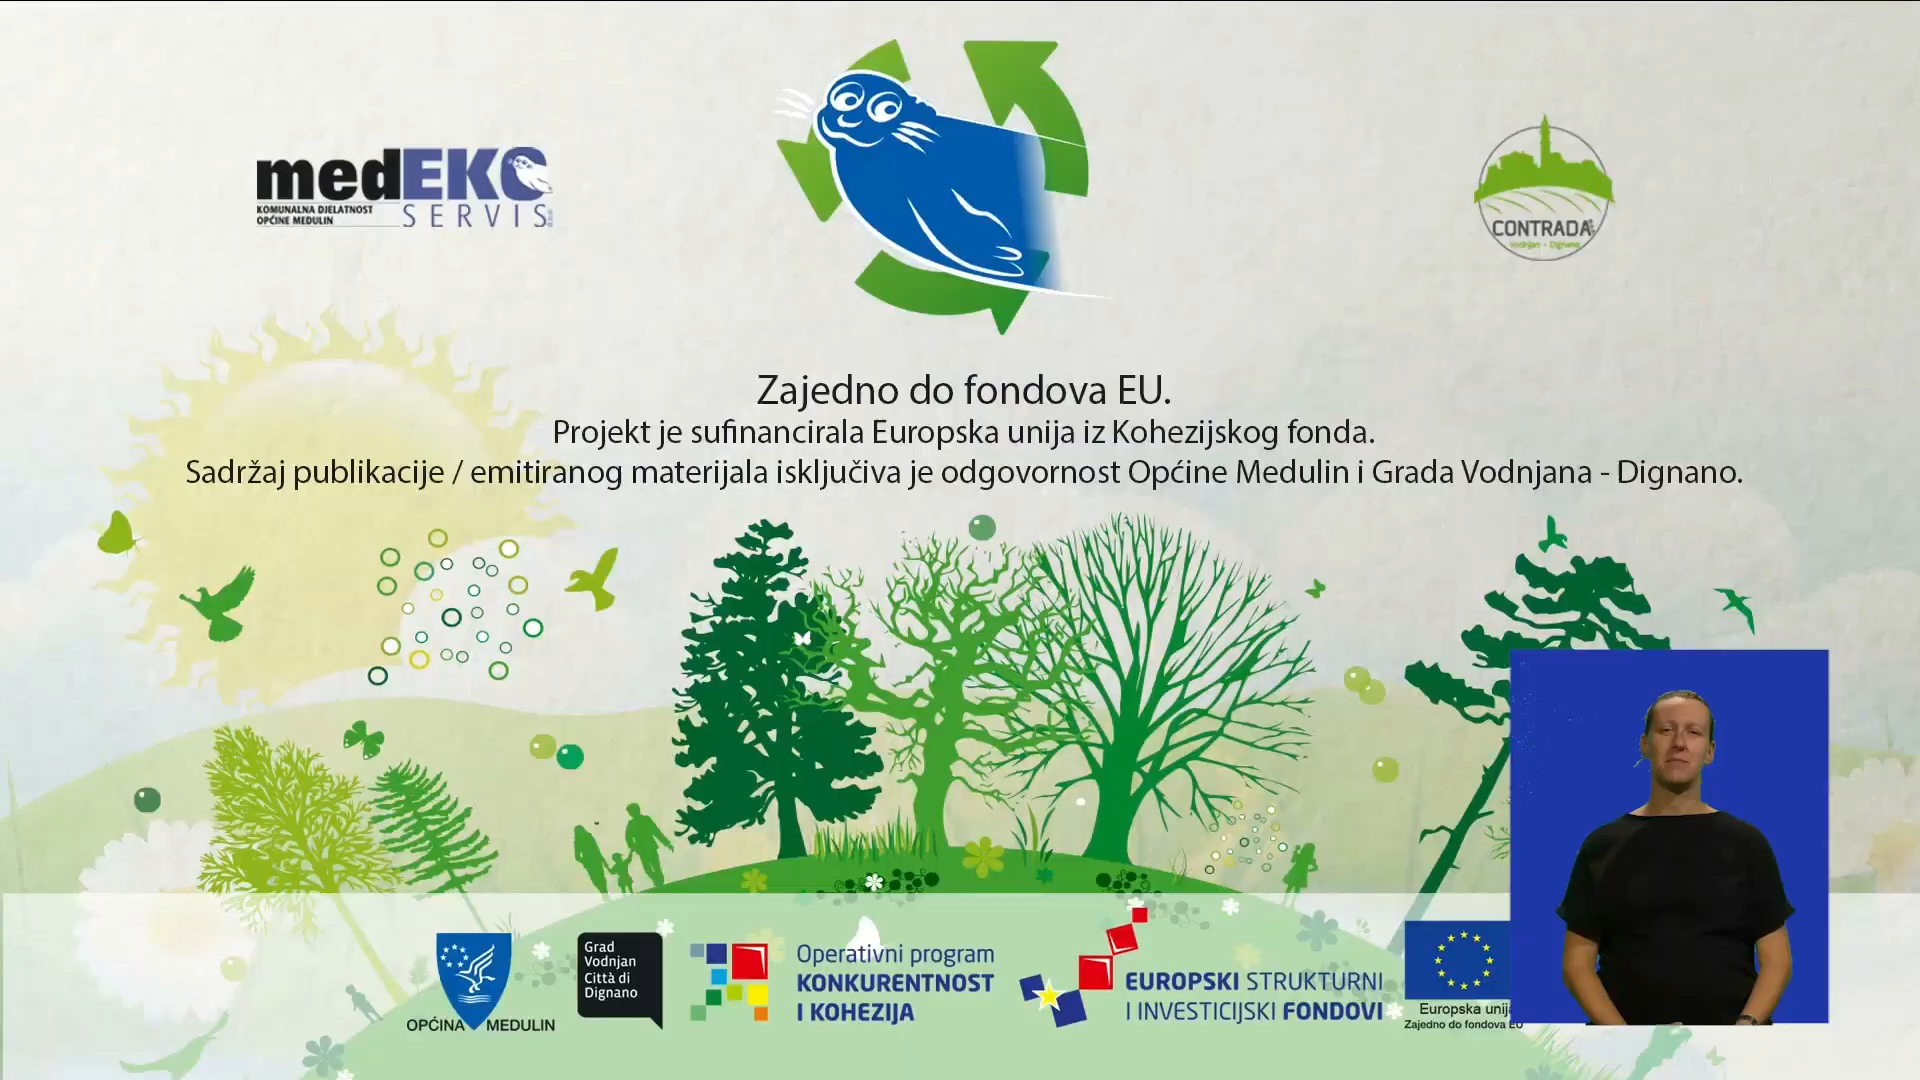 medEKO
KOMUNALNA DJELATNOST
OPĆINE MEDULIN
SERVIS
CONTRADA
Vodnjan - Dignano
Zajedno do fondova EU.
Projekt je sufinancirala Europska unija iz Kohezijskog fonda.
Sadržaj publikacije / emitiranog materijala isključiva je odgovornost Općine Medulin i Grada Vodnjana - Dignano.
OPĆINA MEDULIN
Grad
Vodnjan
Città di
Dignano
Operativni program
KONKURENTNOST
I KOHEZIJA
EUROPSKI STRUKTURNI
I INVESTICIJSKI FONDOVI
Europska unija
Zajedno do fondova EU